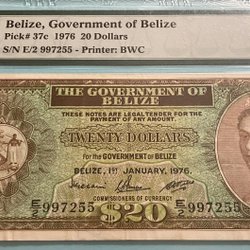 Belize, Government of Belize
Pick# 37c 1976 20 Dollars
S/N E/2 997255 - Printer: BWC
THE GOVERNMENT OF
BELIZE
THESE NOTES ARE LEGAL TENDER FOR THE
PAYMENT OF ANY AMOUNT.
TWENTY DOLLARS
For the GOVERNMENT OF BELIZE
BELIZE, 1ST JANUARY, 1976.
COMMISSIONERS OF CURRENCY
E/2 997255 $20 E/2 997255